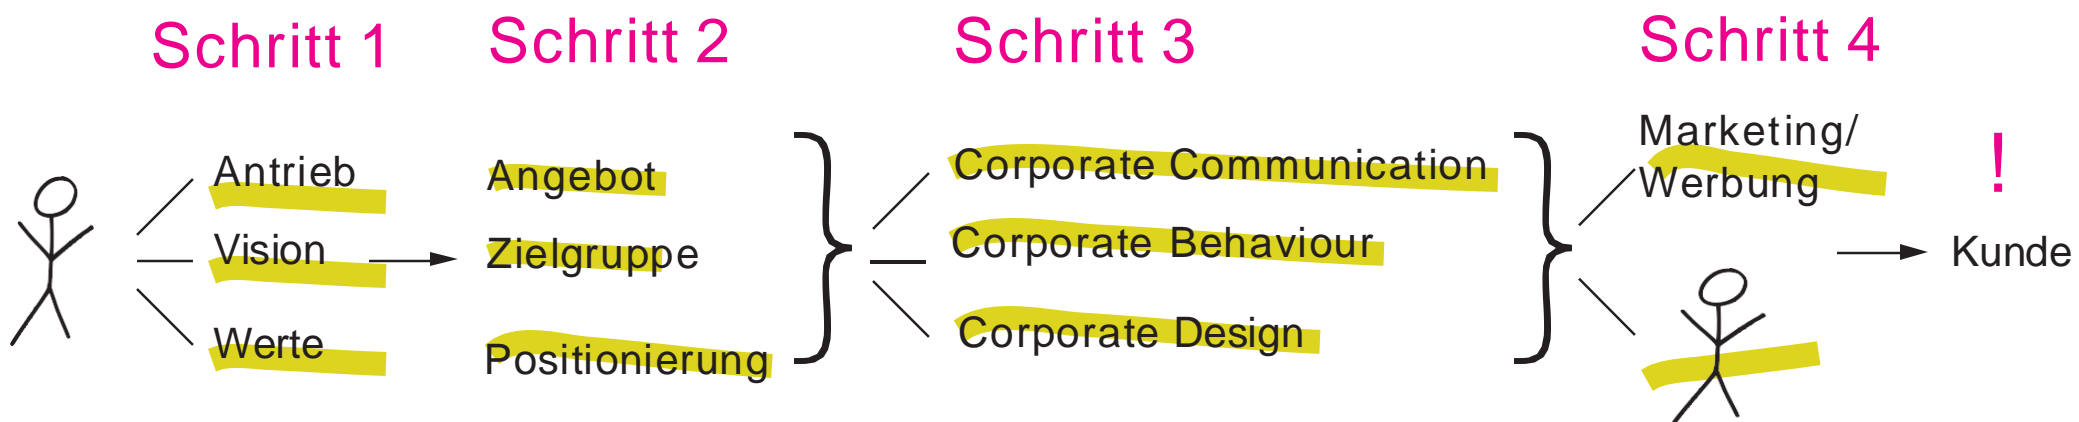 Schritt 1
Antrieb
Vision
Werte
Schritt 2
Angebot
Zielgruppe
Positionierung
Schritt 3
Corporate Communication
Corporate Behaviour
Corporate Design
Schritt 4
Marketing/
Werbung
!
Kunde